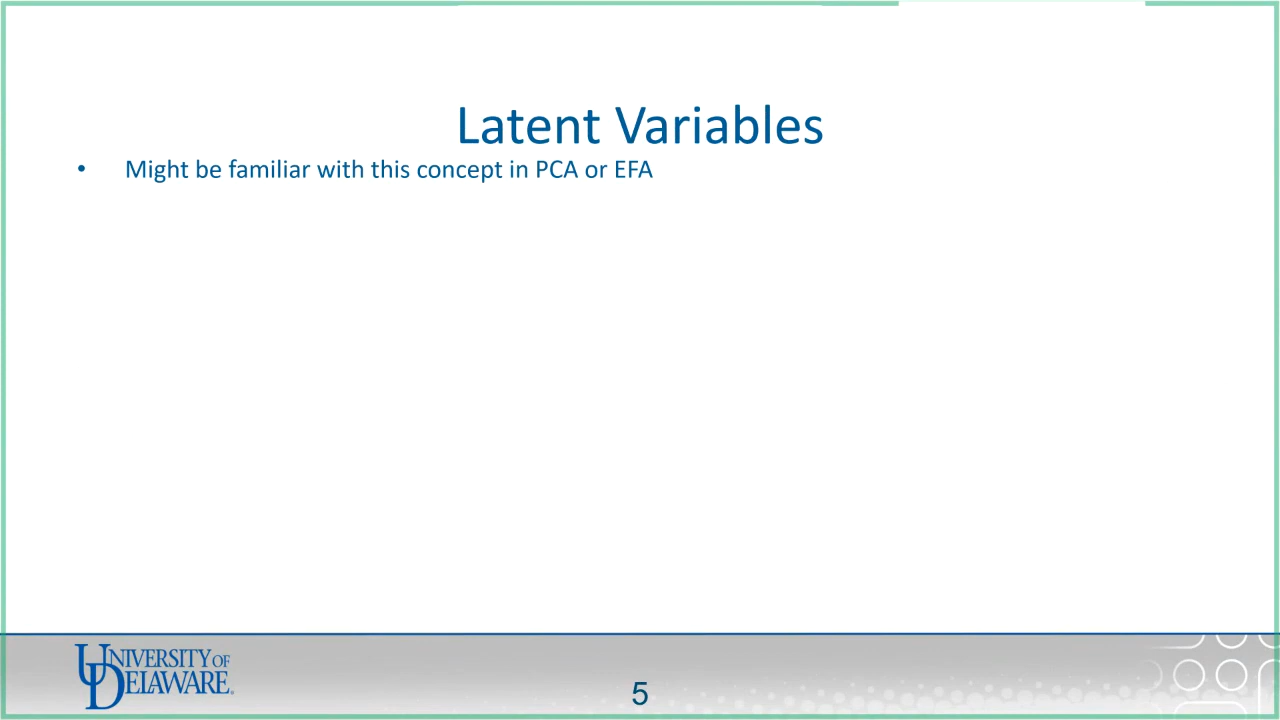 Latent Variables
• Might be familiar with this concept in PCA or EFA
UNIVERSITY OF
DELAWARE.
5